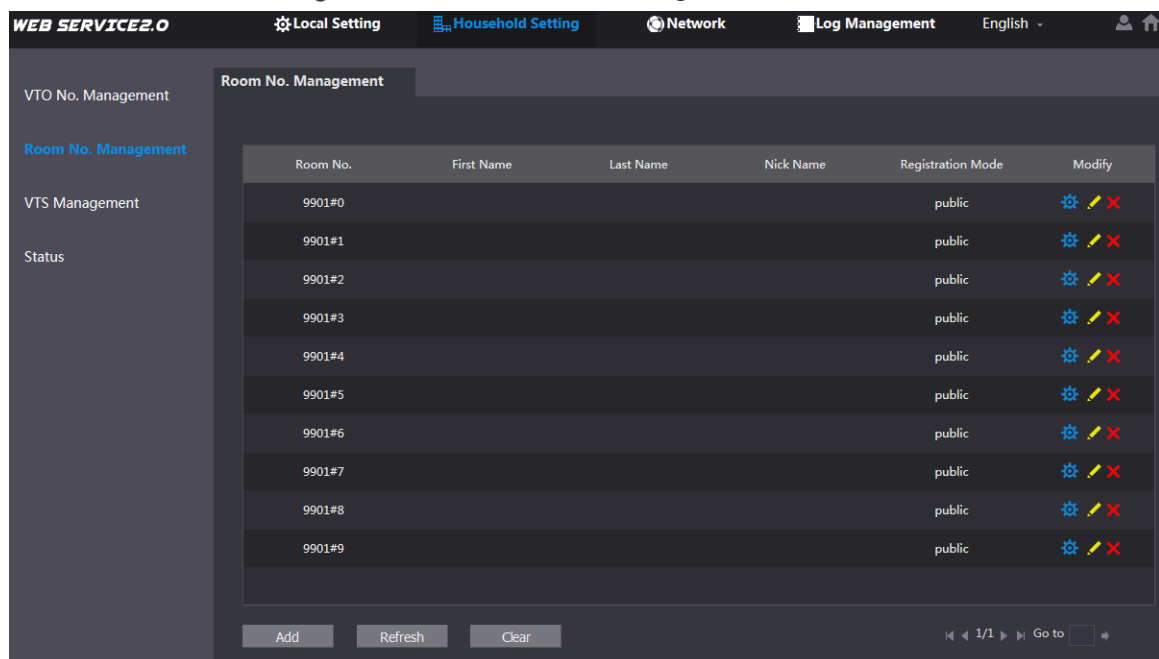 WEB SERVICE2.0 Local Setting Household Setting Network Log Management English
VTO No. Management
Room No. Management
VTS Management
Status
Room No. Management
Room No. First Name Last Name Nick Name Registration Mode Modify
9901#0 public
9901#1 public
9901#2 public
9901#3 public
9901#4 public
9901#5 public
9901#6 public
9901#7 public
9901#8 public
9901#9 public
Add Refresh Clear 1/1 Go to